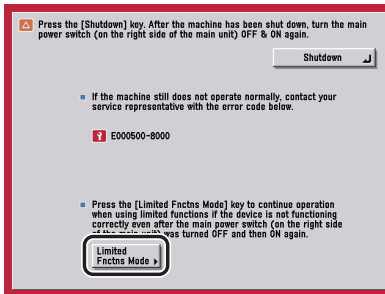 Press the [Shutdown] key. After the machine has been shut down, turn the main
power switch (on the right side of the main unit) OFF & ON again.
Shutdown
If the machine still does not operate normally, contact your
service representative with the error code below.
E000500-8000
Press the [Limited Fnctns Mode] key to continue operation
when using limited functions if the device is not functioning
correctly even after the main power switch (on the right side
of the main unit) was turned OFF and then ON again.
Limited
Fnctns Mode